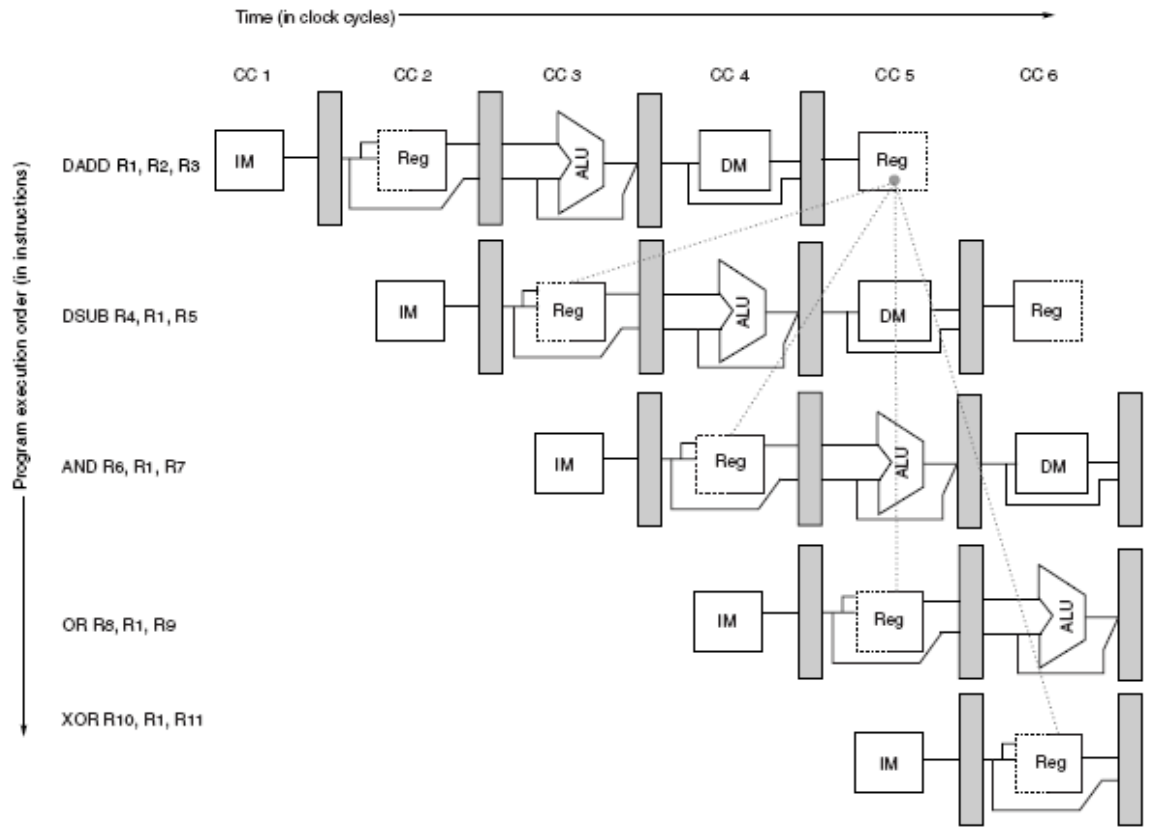 Time (in clock cycles)
CC 1 CC 2 CC 3 CC 4 CC 5 CC 6
Program execution order (in instructions)
DADD R1, R2, R3 IM Reg ALU DM Reg
DSUB R4, R1, R5 IM Reg ALU DM Reg
AND R6, R1, R7 IM Reg ALU DM
OR R8, R1, R9 IM Reg ALU
XOR R10, R1, R11
IM Reg